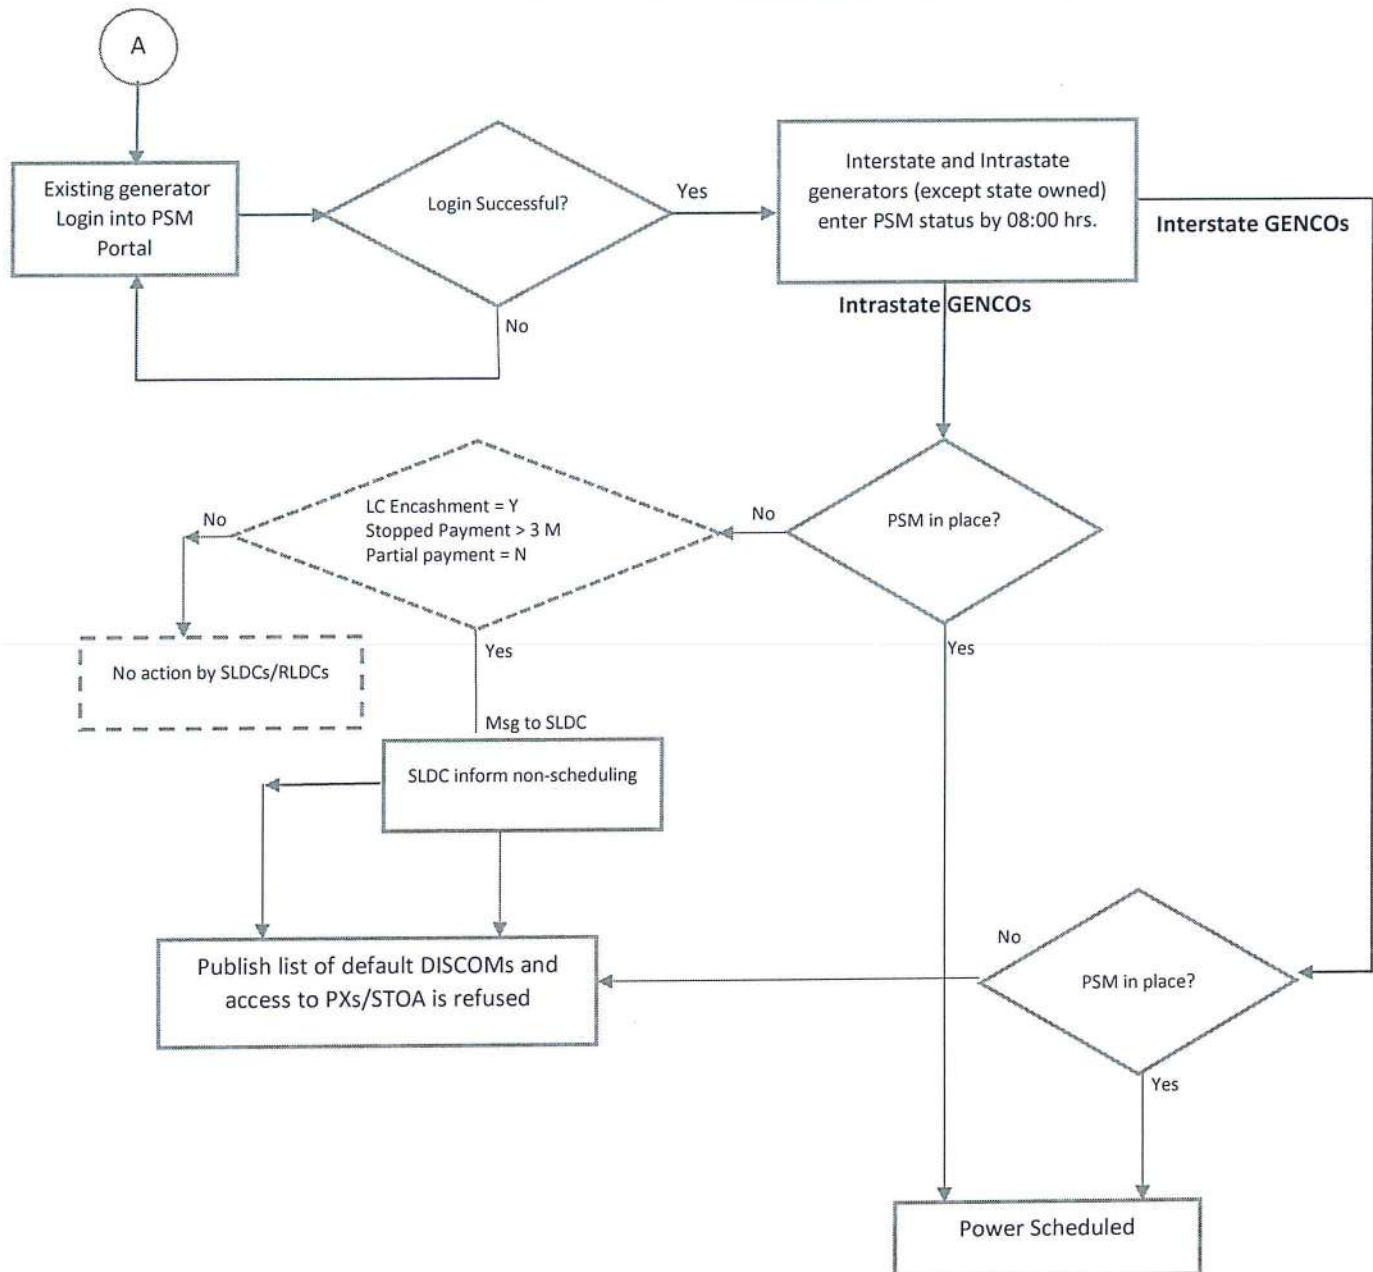 A
Existing generator
Login into PSM
Portal
Login Successful?
Yes
No
Interstate and Intrastate
generators (except state owned)
enter PSM status by 08:00 hrs.
Interstate GENCOs
Intrastate GENCOs
PSM in place?
No
Yes
LC Encashment = Y
Stopped Payment > 3 M
Partial payment = N
No
Yes
No action by SLDCs/RLDCs
Msg to SLDC
SLDC inform non-scheduling
Publish list of default DISCOMs and
access to PXs/STOA is refused
No
PSM in place?
Yes
Power Scheduled